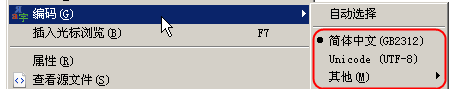 编码(G)
插入光标浏览(B) F7
属性(R)
查看源文件(S)
自动选择
简体中文(GB2312)
Unicode (UTF-8)
其他(M)